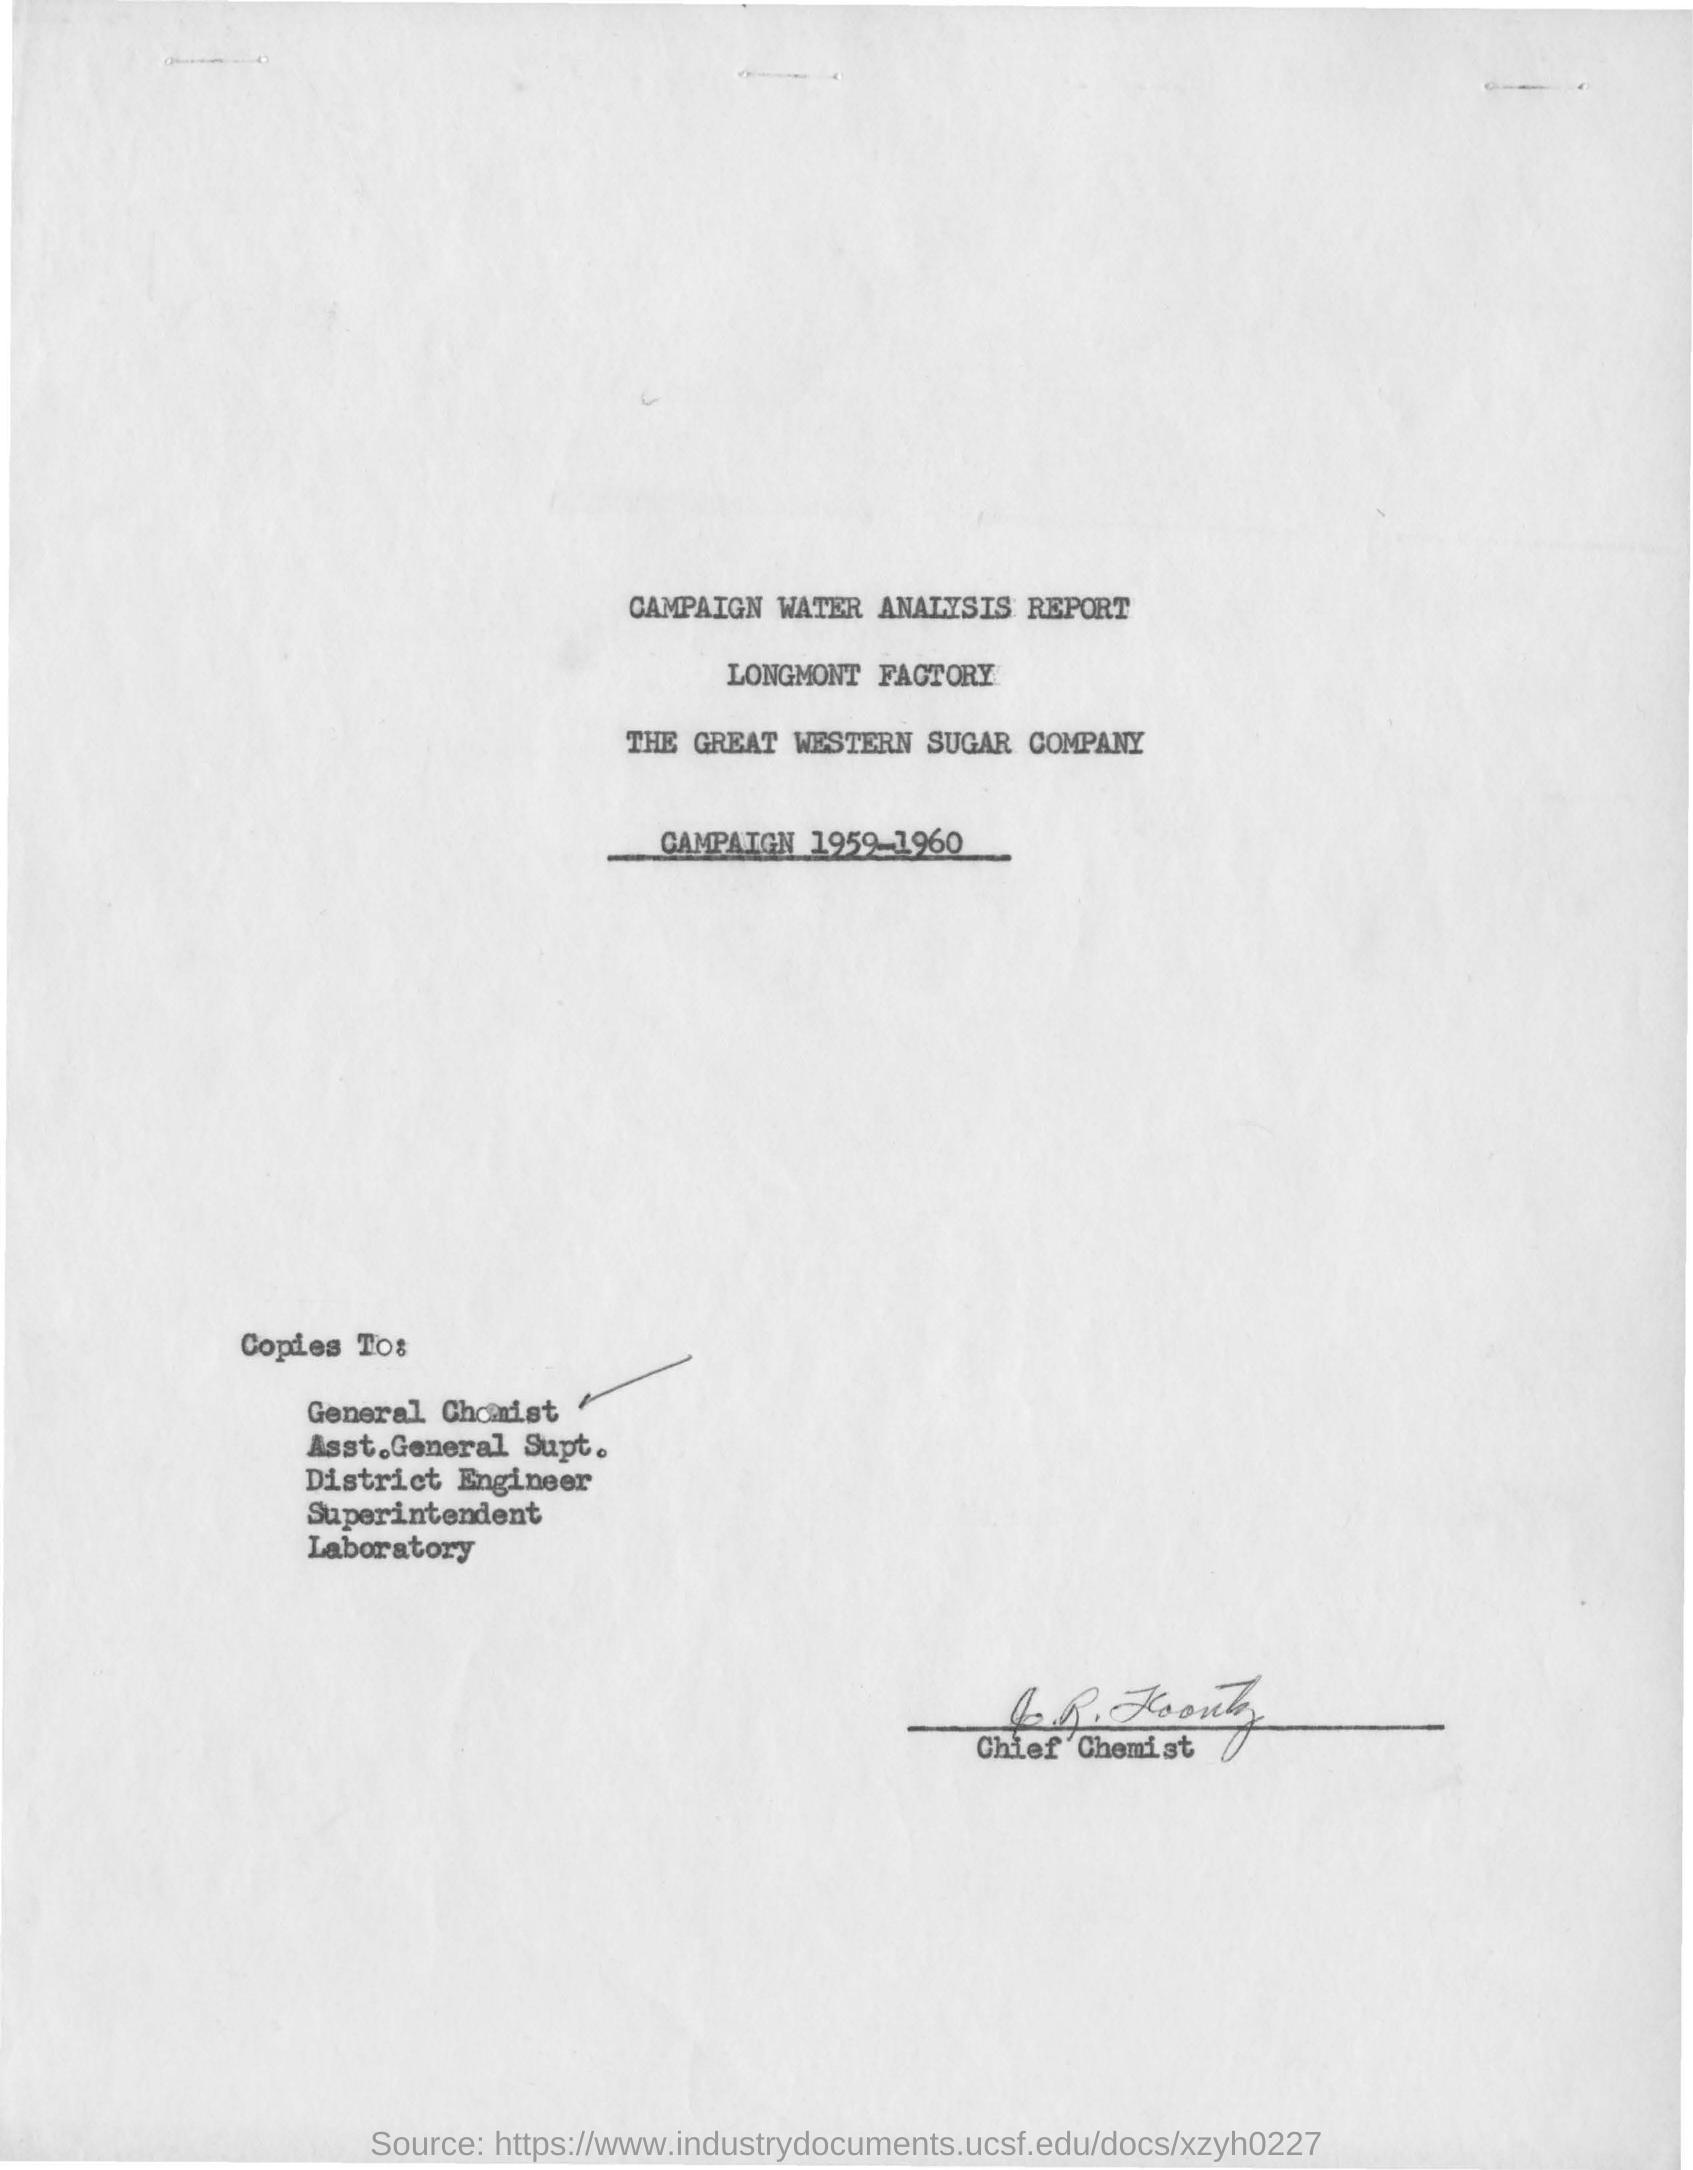 CAMPAIGN WATER ANALYSIS REPORT
LONGMONT FACTORY
THE GREAT WESTERN SUGAR COMPANY
CAMPAIGN 1959-1960
Copies To:
General Chemist
Asst.General Supt.
District Engineer
Superintendent
Laboratory
R. Koontz
Chief Chemist
Source: https://www.industrydocuments.ucsf.edu/docs/xzyh0227